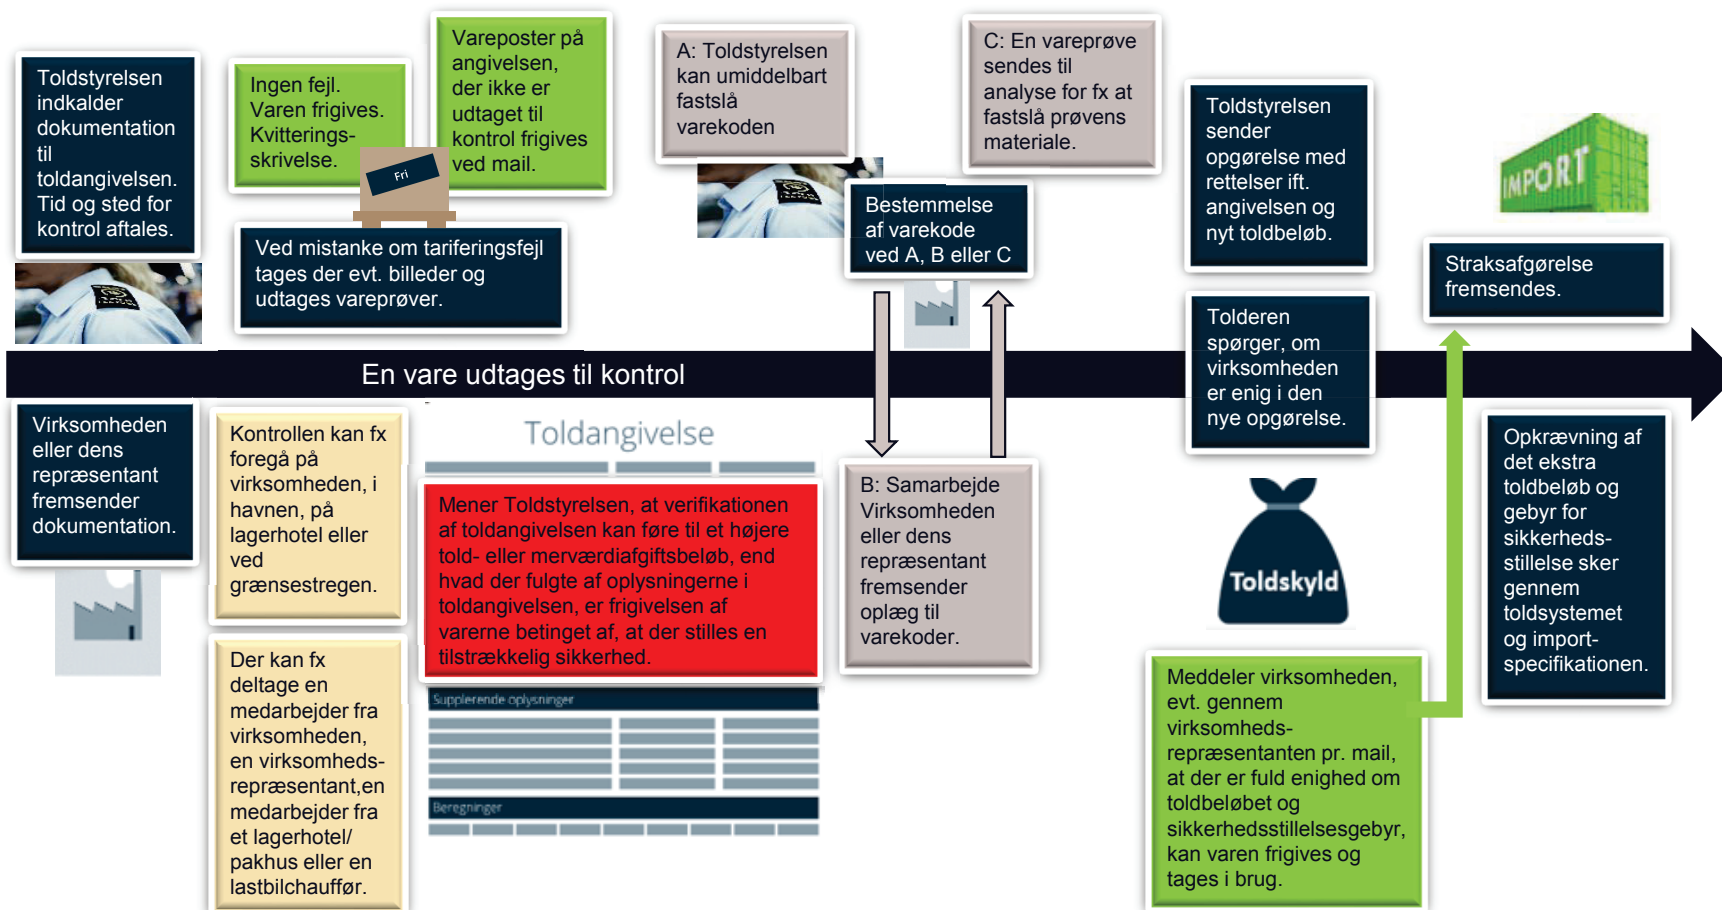 Toldstyrelsen
indkalder
dokumentation
til
toldangivelsen.
Tid og sted for
kontrol aftales.
Ingen fejl.
Varen frigives.
Kvitterings-
skrivelse.
Fri
Vareposter på
angivelsen,
der ikke er
udtaget til
kontrol frigives
ved mail.
Ved mistanke om tariferingsfejl
tages der evt. billeder og
udtages vareprøver.
A: Toldstyrelsen
kan umiddelbart
fastslå
varekoden
Bestemmelse
af varekode
ved A, B eller C
C: En vareprøve
sendes til
analyse for fx at
fastslå prøvens
materiale.
Toldstyrelsen
sender
opgørelse med
rettelser ift.
angivelsen og
nyt toldbeløb.
IMPORT
Straksafgørelse
fremsendes.
Tolderen
spørger, om
virksomheden
er enig i den
nye opgørelse.
En vare udtages til kontrol
Virksomheden
eller dens
repræsentant
fremsender
dokumentation.
Kontrollen kan fx
foregå på
virksomheden, i
havnen, på
lagerhotel eller
ved
grænsestregen.
Der kan fx
deltage en
medarbejder fra
virksomheden,
en virksomheds-
repræsentant,en
medarbejder fra
et lagerhotel/
pakhus eller en
lastbilchauffør.
Toldangivelse
Mener Toldstyrelsen, at verifikationen
af toldangivelsen kan føre til et højere
told- eller merværdiafgiftsbeløb, end
hvad der fulgte af oplysningerne i
toldangivelsen, er frigivelsen af
varerne betinget af, at der stilles en
tilstrækkelig sikkerhed.
Supplerende oplysninger
Beregninger
B: Samarbejde
Virksomheden
eller dens
repræsentant
fremsender
oplæg til
varekoder.
Toldskyld
Meddeler virksomheden,
evt. gennem
virksomheds-
repræsentanten pr. mail,
at der er fuld enighed om
toldbeløbet og
sikkerhedsstillelsesgebyr,
kan varen frigives og
tages i brug.
Opkrævning af
det ekstra
toldbeløb og
gebyr for
sikkerheds-
stillelse sker
gennem
toldsystemet
og import-
specifikationen.